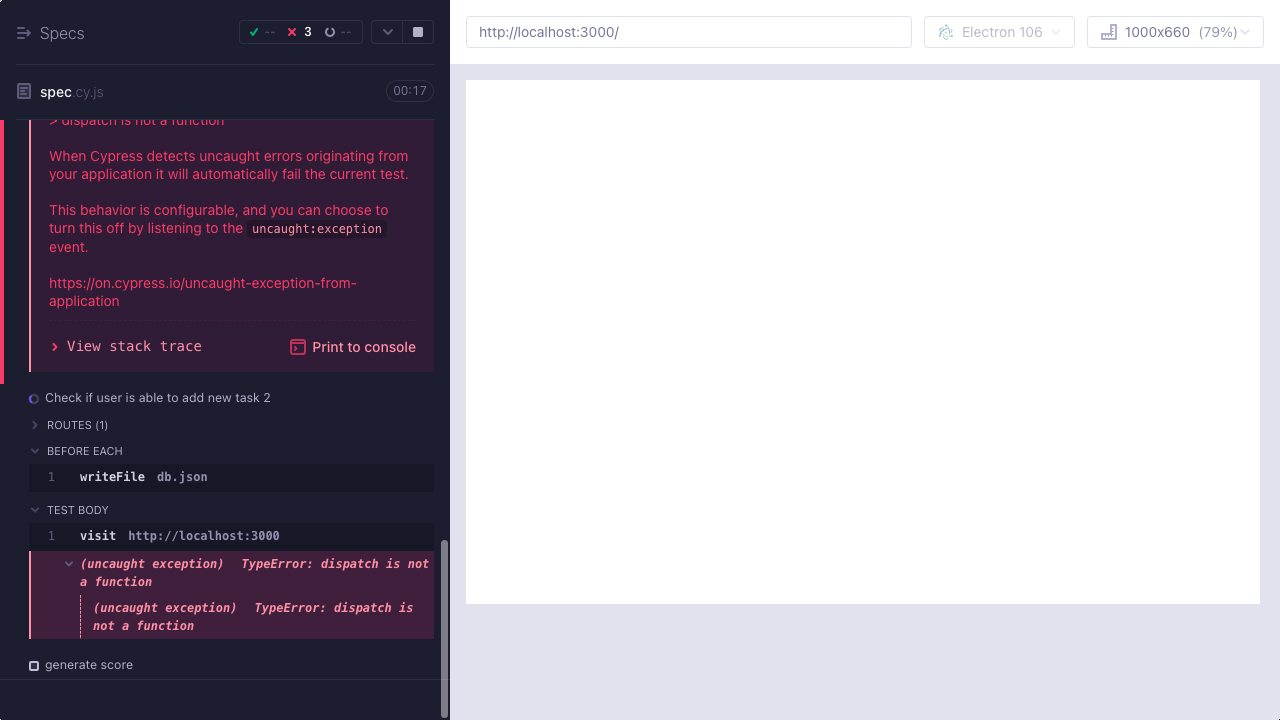 Specs
-- 3 --
spec.cy.js
00:17
> dispatch is not a function
When Cypress detects uncaught errors originating from
your application it will automatically fail the current test.
This behavior is configurable, and you can choose to
turn this off by listening to the uncaught:exception
event.
https://on.cypress.io/uncaught-exception-from-
application
View stack trace
Print to console
Check if user is able to add new task 2
ROUTES (1)
BEFORE EACH
1 writeFile db.json
TEST BODY
1 visit http://localhost:3000
(uncaught exception) TypeError: dispatch is not
a function
(uncaught exception) TypeError: dispatch is
not a function
generate score
http://localhost:3000/
Electron 106
1000x660 (79%)